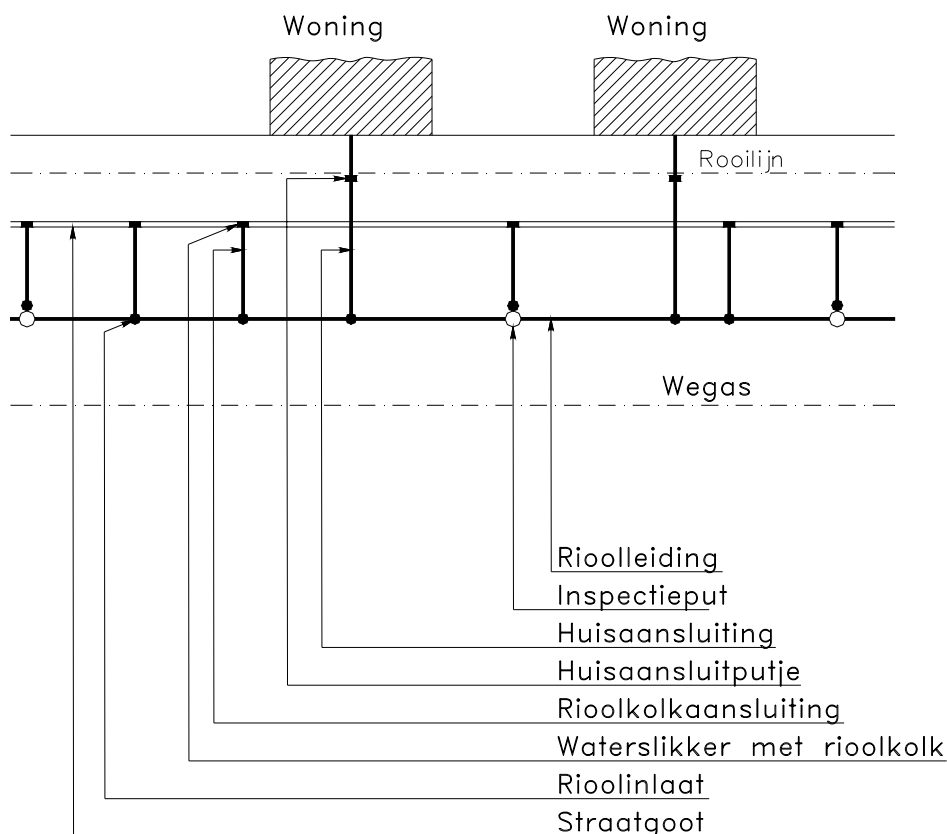 Woning Woning
Rooilijn
Wegas
Rioolleiding
Inspectieput
Huisaansluiting
Huisaansluitputje
Rioolkolkaansluiting
Waterslikker met rioolkolk
Rioolinlaat
Straatgoot